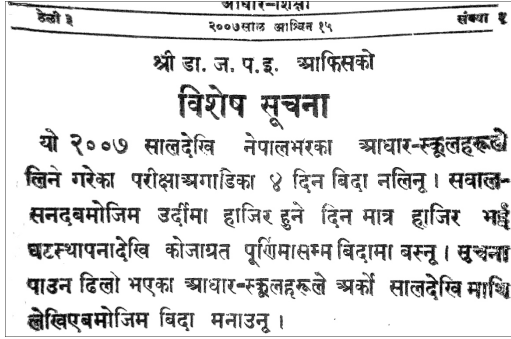 आधार-शिक्षा
ठेली ३ २००७साल आश्विन १५ संख्या १
श्री डा. ज. प. इ. आफिसको
विशेष सूचना
यो २००७ सालदेखि नेपालभरका आधार-स्कूलहरूले
लिने गरेका परीक्षाअगाडिका ४ दिन बिदा नलिनू । सवाल-
सनदबमोजिम उर्दीमा हाजिर हुने दिन मात्र हाजिर भई
घटस्थापनादेखि कोजाग्रत पूर्णिमासम्म बिदामा बस्नू । सुचना
पाउन ढिलो भएका आधार-स्कूलहरूले अर्को सालदेखि माथि
लेखिएबमोजिम बिदा मनाउनू ।